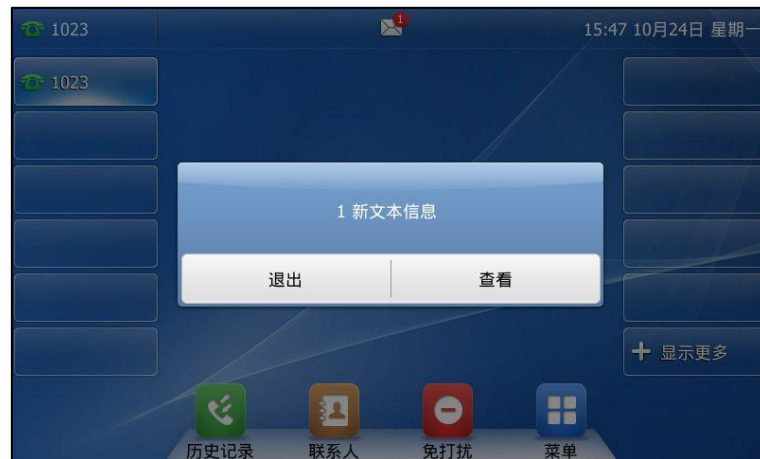 1023
1
15:47 10月24日 星期一
1023
1 新文本信息
退出
查看
显示更多
历史记录
联系人
免打扰
菜单